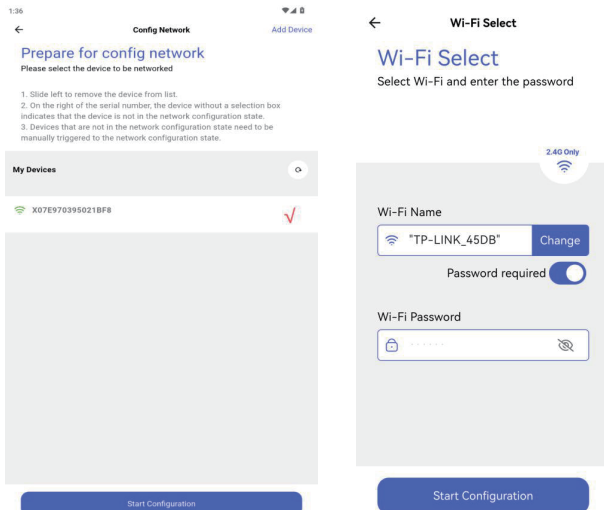 1:36
Config Network
Add Device
Prepare for config network
Please select the device to be networked
1. Slide left to remove the device from list.
2. On the right of the serial number, the device without a selection box
indicates that the device is not in the network configuration state.
3. Devices that are not in the network configuration state need to be
manually triggered to the network configuration state.
My Devices
X07E970395021BF8
Start Configuration
Wi-Fi Select
Wi-Fi Select
Select Wi-Fi and enter the password
2.4G Only
Wi-Fi Name
"TP-LINK_45DB"
Change
Password required
Wi-Fi Password
Start Configuration